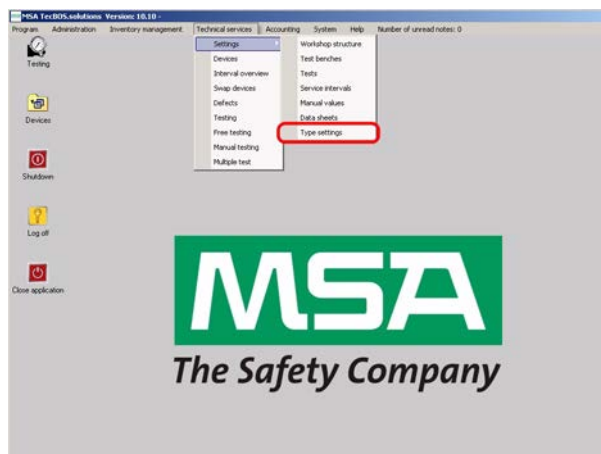 MSA TecBOS.solutions Version: 10.10 -
Program Administration Inventory management Technical services Accounting System Help Number of unread notes: 0
Testing
Devices
Shutdown
Log off
Close application
Settings
Devices
Interval overview
Swap devices
Defects
Testing
Free testing
Manual testing
Multiple test
Workshop structure
Test benches
Tests
Service intervals
Manual values
Data sheets
Type settings
MSA
The Safety Company